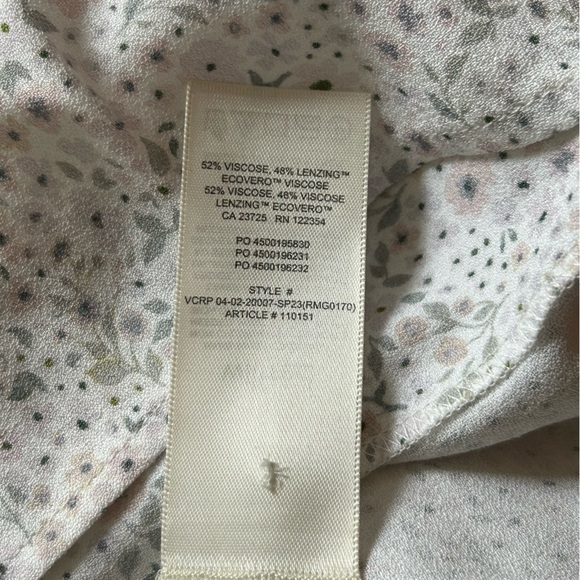 52% VISCOSE, 48% LENZING™
ECOVERO™ VISCOSE
52% VISCOSE, 48% VISCOSE
LENZING™ ECOVERO™
CA 23725 RN 122354
PO 4500195830
PO 4500196231
PO 4500196232
STYLE #
VCRP 04-02-20007-SP23(RMG0170)
ARTICLE # 110151